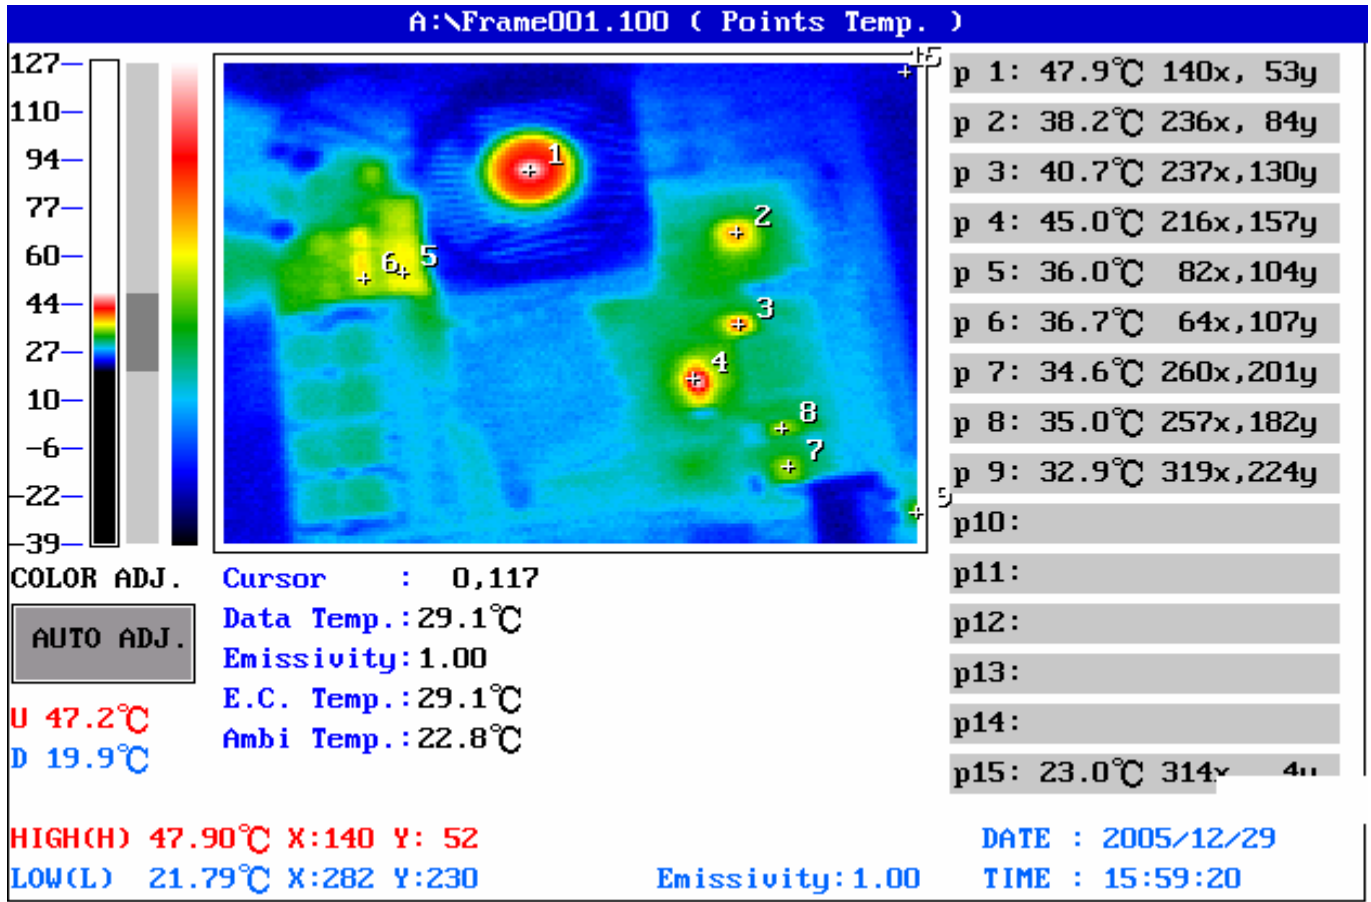 A:\Frame001.100 ( Points Temp. )
127
110
94
77
60
44
27
10
-6
-22
-39
COLOR ADJ.
AUTO ADJ.
U 47.2℃
D 19.9℃
15
1
2
6 5
3
4
8
7
9
p 1: 47.9℃ 140x, 53y
p 2: 38.2℃ 236x, 84y
p 3: 40.7℃ 237x,130y
p 4: 45.0℃ 216x,157y
p 5: 36.0℃ 82x,104y
p 6: 36.7℃ 64x,107y
p 7: 34.6℃ 260x,201y
p 8: 35.0℃ 257x,182y
p 9: 32.9℃ 319x,224y
p10:
p11:
p12:
p13:
p14:
p15: 23.0℃ 314x 4y
Cursor : 0,117
Data Temp.:29.1℃
Emissivity:1.00
E.C. Temp.:29.1℃
Ambi Temp.:22.8℃
HIGH(H) 47.90℃ X:140 Y: 52
LOW(L) 21.79℃ X:282 Y:230
Emissivity:1.00
DATE : 2005/12/29
TIME : 15:59:20